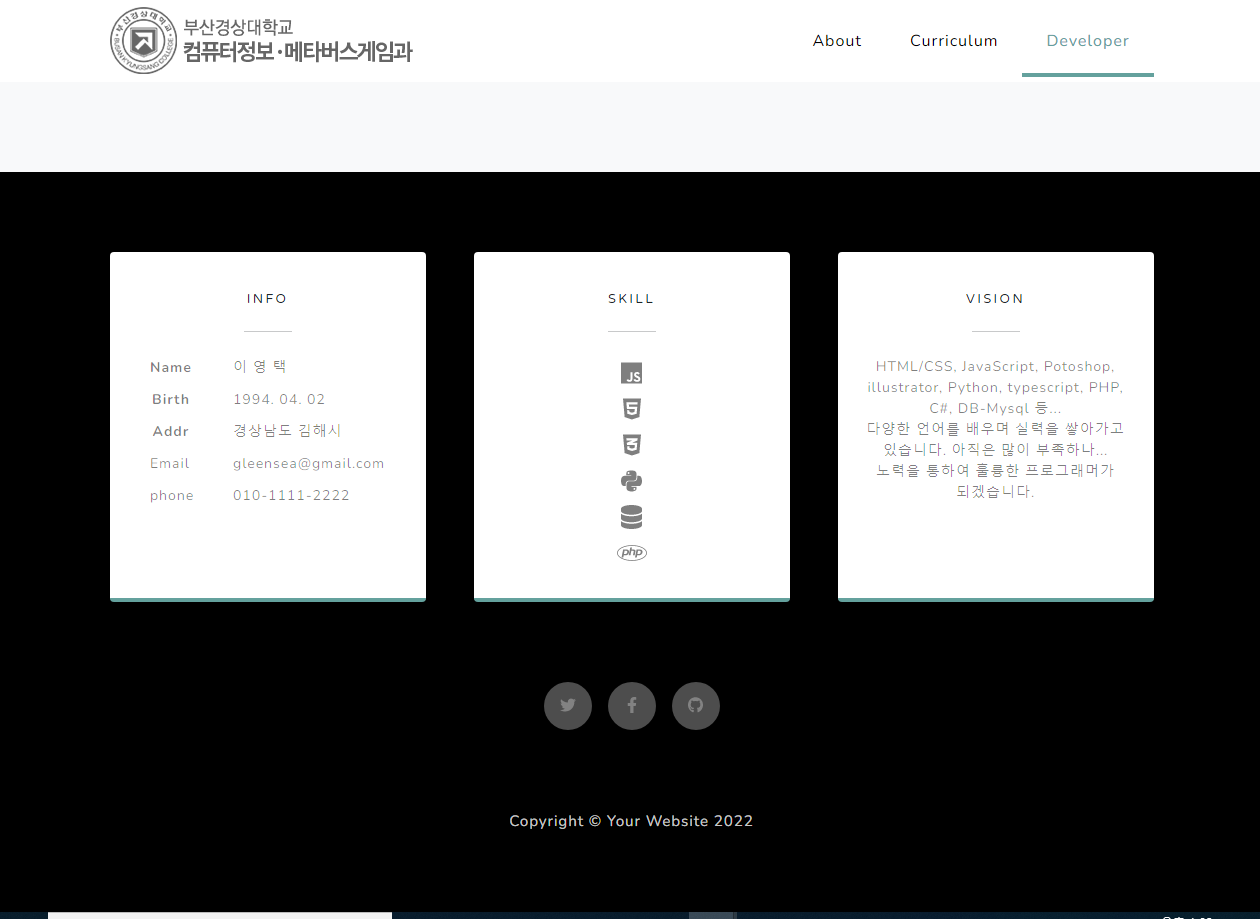 부산경상대학교
컴퓨터정보·메타버스게임과
About
Curriculum
Developer
INFO
Name 이 영 택
Birth 1994. 04. 02
Addr 경상남도 김해시
Email gleensea@gmail.com
phone 010-1111-2222
SKILL
JS
5
3
php
VISION
HTML/CSS, JavaScript, Potoshop,
illustrator, Python, typescript, PHP,
C#, DB-Mysql 등...
다양한 언어를 배우며 실력을 쌓아가고
있습니다. 아직은 많이 부족하나...
노력을 통하여 훌륭한 프로그래머가
되겠습니다.
Copyright © Your Website 2022